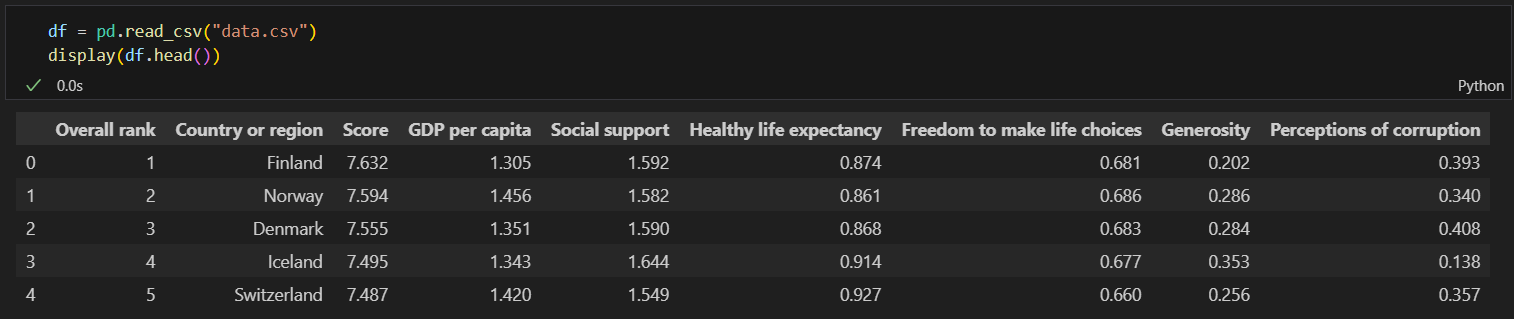 df = pd.read_csv("data.csv")
display(df.head())
0.0s
Python
Overall rank Country or region Score GDP per capita Social support Healthy life expectancy Freedom to make life choices Generosity Perceptions of corruption
0 1 Finland 7.632 1.305 1.592 0.874 0.681 0.202 0.393
1 2 Norway 7.594 1.456 1.582 0.861 0.686 0.286 0.340
2 3 Denmark 7.555 1.351 1.590 0.868 0.683 0.284 0.408
3 4 Iceland 7.495 1.343 1.644 0.914 0.677 0.353 0.138
4 5 Switzerland 7.487 1.420 1.549 0.927 0.660 0.256 0.357